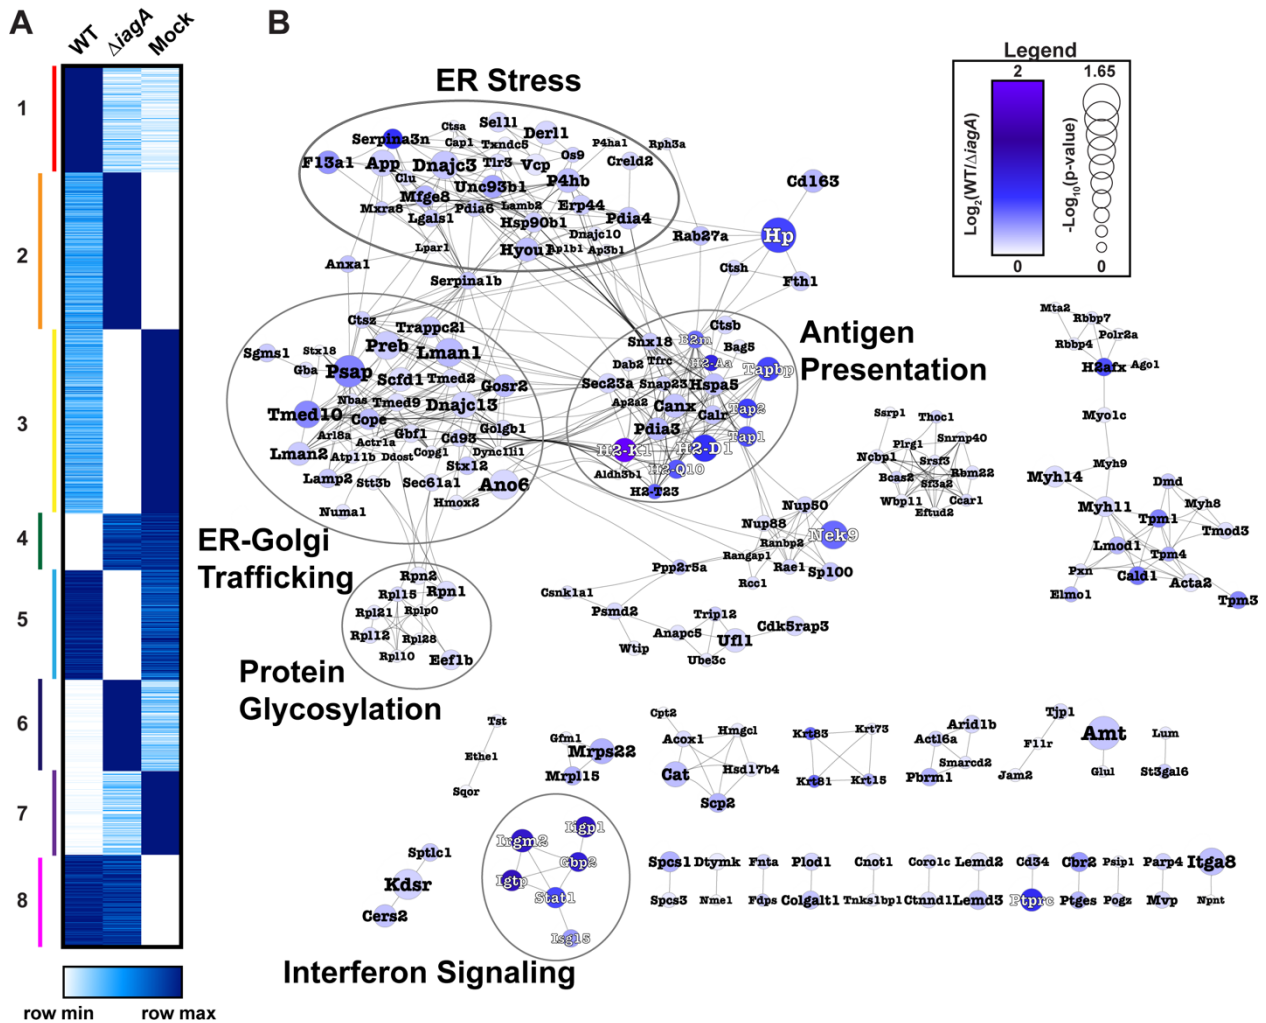 A
WT
ΔiagA
Mock
1
2
3
4
5
6
7
8
row min
row max
B
Legend
2
1.65
Log2(WT/ΔiagA)
-Log10(p-value)
0
0
ER Stress
Serpina3n
Ctsa
Sel1l
Derl1
Cap1
Txndc5
P4ha1
Rph3a
F13a1
App
Dnajc3
Tlr3
Vcp
Os9
Creld2
Clu
Unc93b1
P4hb
Mfge8
Mxra8
Lgals1
Pdia6
Lamb2
Erp44
Pdia4
Hsp90b1
Dnajc10
Lpar1
Hyou1
Ap1b1
Ap3b1
Rab27a
Cd163
Hp
Ctsh
Fth1
Anxa1
Serpina1b
Ctsz
Trappc2l
Sgms1
Stx18
Preb
Lman1
Gba
Psap
Scfd1
Tmed2
Gosr2
Nbas
Tmed9
Dnajc13
Tmed10
Cope
Arl8a
Actr1a
Gbf1
Cd93
Golgb1
Lman2
Atp11b
Ddost
Copg1
Dync1li1
Stx12
Lamp2
Stt3b
Sec61a1
Ano6
Numa1
Hmox2
ER-Golgi
Trafficking
Antigen
Presentation
Ctsb
Snx18
B2m
Bag5
Dab2
Tfrc
H2-Aa
Tapbp
Sec23a
Snap23
Hspa5
Ap2a2
Canx
Calr
Tap2
Pdia3
Tap1
H2-K1
H2-D1
H2-Q10
Aldh3b1
H2-T23
Mta2
Rbbp7
Rbbp4
Polr2a
H2afx
Ago1
Myo1c
Myh9
Myh14
Dmd
Myh11
Tpm1
Myh8
Tmod3
Lmod1
Tpm4
Pxn
Cald1
Acta2
Elmo1
Tpm3
Ssrp1
Thoc1
Plrg1
Snrnp40
Ncbp1
Srsf3
Bcas2
Sf3a2
Rbm22
Wbp11
Ccar1
Eftud2
Nup50
Nup88
Nek9
Ranbp2
Rangap1
Rae1
Sp100
Rcc1
Ppp2r5a
Csnk1a1
Psmd2
Trip12
Cdk5rap3
Anapc5
Ufl1
Wtip
Ube3c
Rpn2
Rpl15
Rpn1
Rpl21
Rplp0
Rpl12
Rpl28
Rpl10
Eef1b
Protein
Glycosylation
Tst
Ethe1
Sqor
Gfm1
Mrps22
Mrpl15
Cpt2
Acox1
Hmgcl
Cat
Hsd17b4
Scp2
Krt83
Krt73
Krt81
Krt15
Arid1b
Actl6a
Smarcd2
Pbrm1
Tjp1
F11r
Jam2
Amt
Glul
Lum
St3gal6
Sptlc1
Kdsr
Cers2
Iigp1
Irgm2
Gbp2
Igtp
Stat1
Isg15
Interferon Signaling
Spcs1
Dtymk
Fnta
Plod1
Cnot1
Coro1c
Lemd2
Cd34
Cbr2
Psip1
Parp4
Itga8
Spcs3
Nme1
Fdps
Colgalt1
Tnks1bp1
Ctnnd1
Lemd3
Ptprc
Ptges
Pogz
Mvp
Npnt